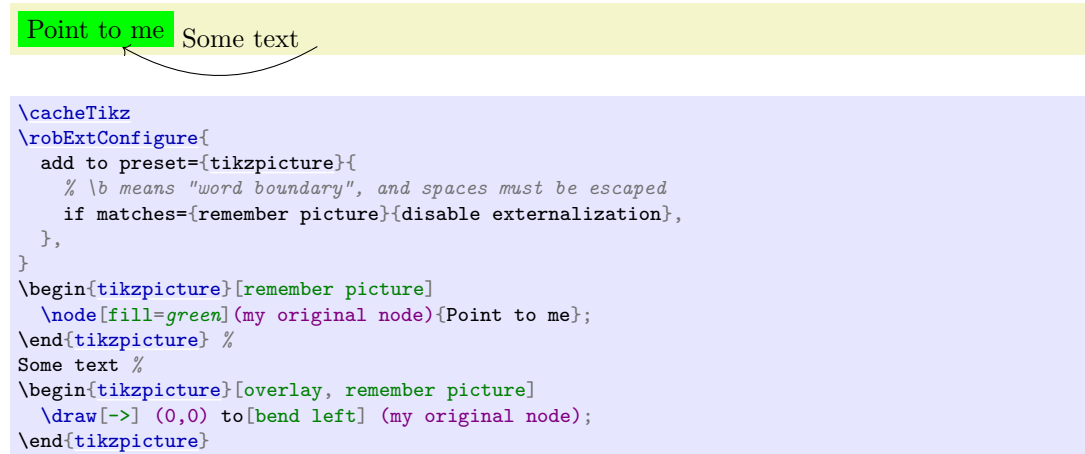 Point to me Some text
\cacheTikz
\robExtConfigure{
  add to preset={tikzpicture}{
    % \b means "word boundary", and spaces must be escaped
    if matches={remember picture}{disable externalization},
  },
}
\begin{tikzpicture}[remember picture]
  \node[fill=green](my original node){Point to me};
\end{tikzpicture} %
Some text %
\begin{tikzpicture}[overlay, remember picture]
  \draw[->] (0,0) to[bend left] (my original node);
\end{tikzpicture}